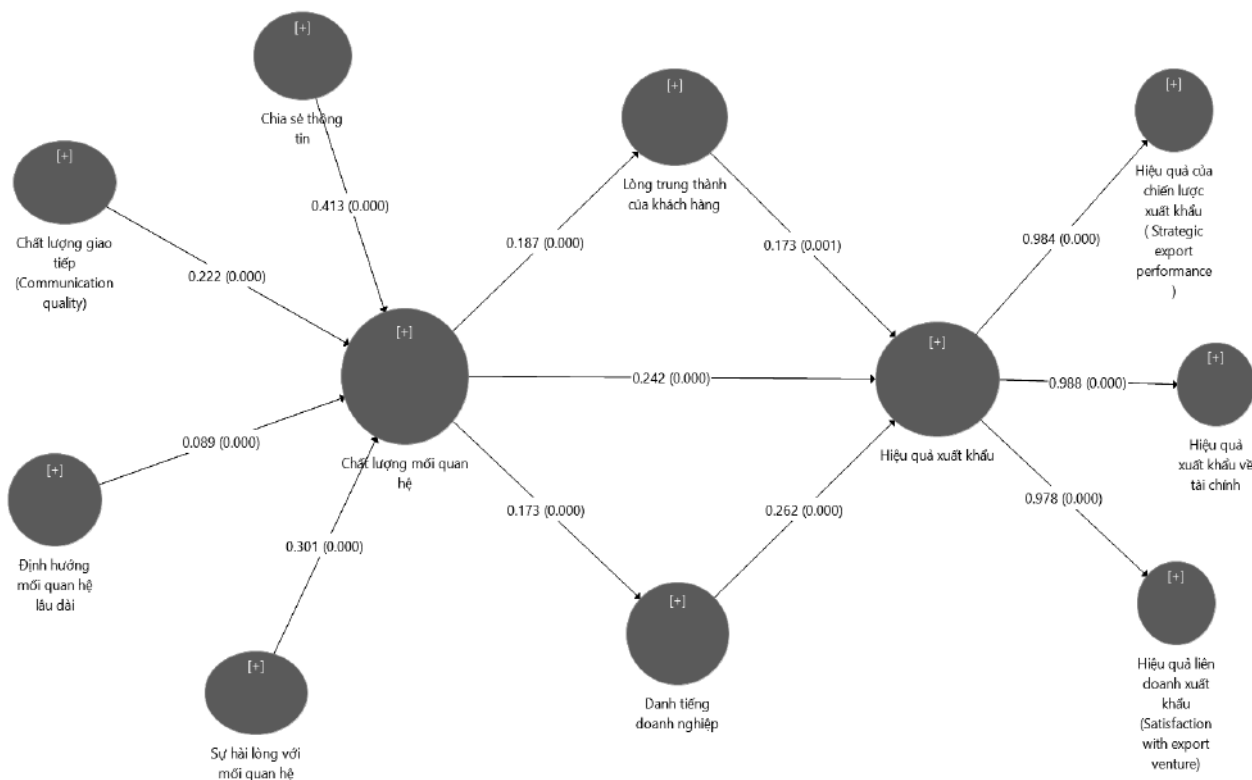 [+]
Chia sẻ thông
tin
[+]
Chất lượng giao
tiếp
(Communication
quality)
[+]
Định hướng
mối quan hệ
lâu dài
[+]
Sự hài lòng với
mối quan hệ
0.413 (0.000)
0.222 (0.000)
0.089 (0.000)
0.301 (0.000)
[+]
Chất lượng mối quan
hệ
0.187 (0.000)
0.242 (0.000)
0.173 (0.000)
[+]
Lòng trung thành
của khách hàng
[+]
Danh tiếng
doanh nghiệp
0.173 (0.001)
0.262 (0.000)
[+]
Hiệu quả xuất khẩu
0.984 (0.000)
0.988 (0.000)
0.978 (0.000)
[+]
Hiệu quả của
chiến lược
xuất khẩu
( Strategic
export
performance
)
[+]
Hiệu quả
xuất khẩu về
tài chính
[+]
Hiệu quả liên
doanh xuất
khẩu
(Satisfaction
with export
venture)